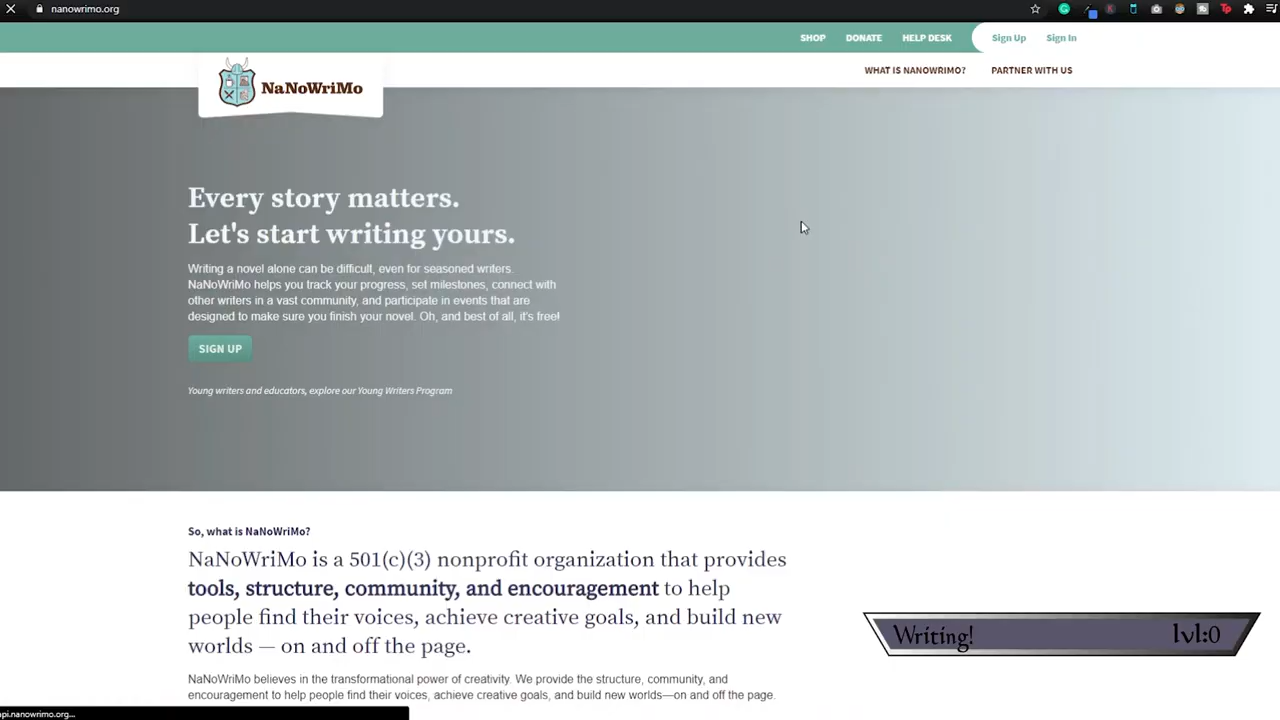 nanowrimo.org
SHOP DONATE HELP DESK Sign Up Sign In
NaNoWriMo
WHAT IS NANOWRIMO? PARTNER WITH US
Every story matters.
Let's start writing yours.
Writing a novel alone can be difficult, even for seasoned writers.
NaNoWriMo helps you track your progress, set milestones, connect with
other writers in a vast community, and participate in events that are
designed to make sure you finish your novel. Oh, and best of all, it's free!
SIGN UP
Young writers and educators, explore our Young Writers Program
So, what is NaNoWriMo?
NaNoWriMo is a 501(c)(3) nonprofit organization that provides
tools, structure, community, and encouragement to help
people find their voices, achieve creative goals, and build new
worlds — on and off the page.
Writing! lvl:0
NaNoWriMo believes in the transformational power of creativity. We provide the structure, community, and
encouragement to help people find their voices, achieve creative goals, and build new worlds—on and off the page.
api.nanowrimo.org...